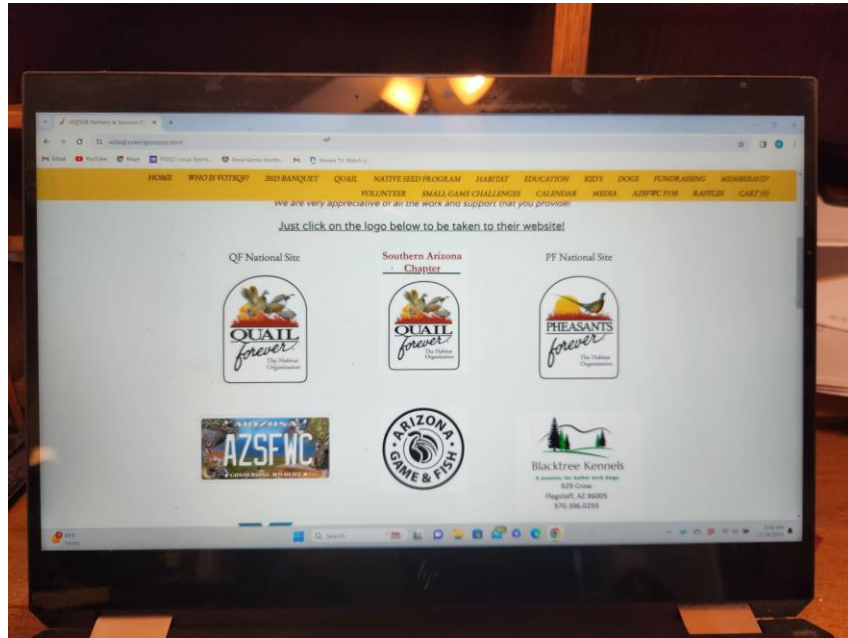 VOTSQF Partners & Sponsors
votsqf.com/sponsors.html
Gmail YouTube Maps
HOME WHO IS VOTSQF? 2023 BANQUET QUAIL NATIVE SEED PROGRAM HABITAT EDUCATION KID'S DOGS FUNDRAISING MEMBERSHIP
VOLUNTEER SMALL GAME CHALLENGES CALENDAR MEDIA AZSFWC RAFFLES CART (0)
We are very appreciative of all the work and support that you provide!
Just click on the logo below to be taken to their website!
QF National Site
Southern Arizona
Chapter
PF National Site
QUAIL
forever
The Habitat
Organization
QUAIL
forever
The Habitat
Organization
PHEASANTS
forever
The Habitat
Organization
ARIZONA
AZSFWC
CONSERVING WILDLIFE
ARIZONA
GAME & FISH
Blacktree Kennels
A passion for better bird dogs
929 Crow
Flagstaff, AZ 86005
970.396.0293
Sunny
Search
hp